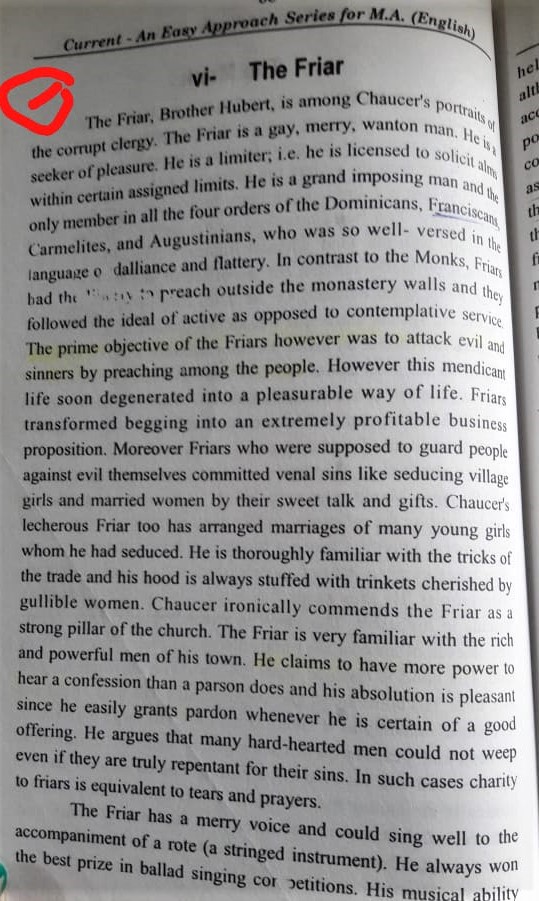 Current - An Easy Approach Series for M.A. (English)
vi- The Friar
The Friar, Brother Hubert, is among Chaucer's portraits of
the corrupt clergy. The Friar is a gay, merry, wanton man. He is a
seeker of pleasure. He is a limiter; i.e. he is licensed to solicit alms
within certain assigned limits. He is a grand imposing man and the
only member in all the four orders of the Dominicans, Franciscans,
Carmelites, and Augustinians, who was so well- versed in the
language o dalliance and flattery. In contrast to the Monks, Friars
had the to preach outside the monastery walls and they
followed the ideal of active as opposed to contemplative service.
The prime objective of the Friars however was to attack evil and
sinners by preaching among the people. However this mendicant
life soon degenerated into a pleasurable way of life. Friars
transformed begging into an extremely profitable business
proposition. Moreover Friars who were supposed to guard people
against evil themselves committed venal sins like seducing village
girls and married women by their sweet talk and gifts. Chaucer's
lecherous Friar too has arranged marriages of many young girls
whom he had seduced. He is thoroughly familiar with the tricks of
the trade and his hood is always stuffed with trinkets cherished by
gullible women. Chaucer ironically commends the Friar as a
strong pillar of the church. The Friar is very familiar with the rich
and powerful men of his town. He claims to have more power to
hear a confession than a parson does and his absolution is pleasant
since he easily grants pardon whenever he is certain of a good
offering. He argues that many hard-hearted men could not weep
even if they are truly repentant for their sins. In such cases charity
to friars is equivalent to tears and prayers.
The Friar has a merry voice and could sing well to the
accompaniment of a rote (a stringed instrument). He always won
the best prize in ballad singing co petitions. His musical ability